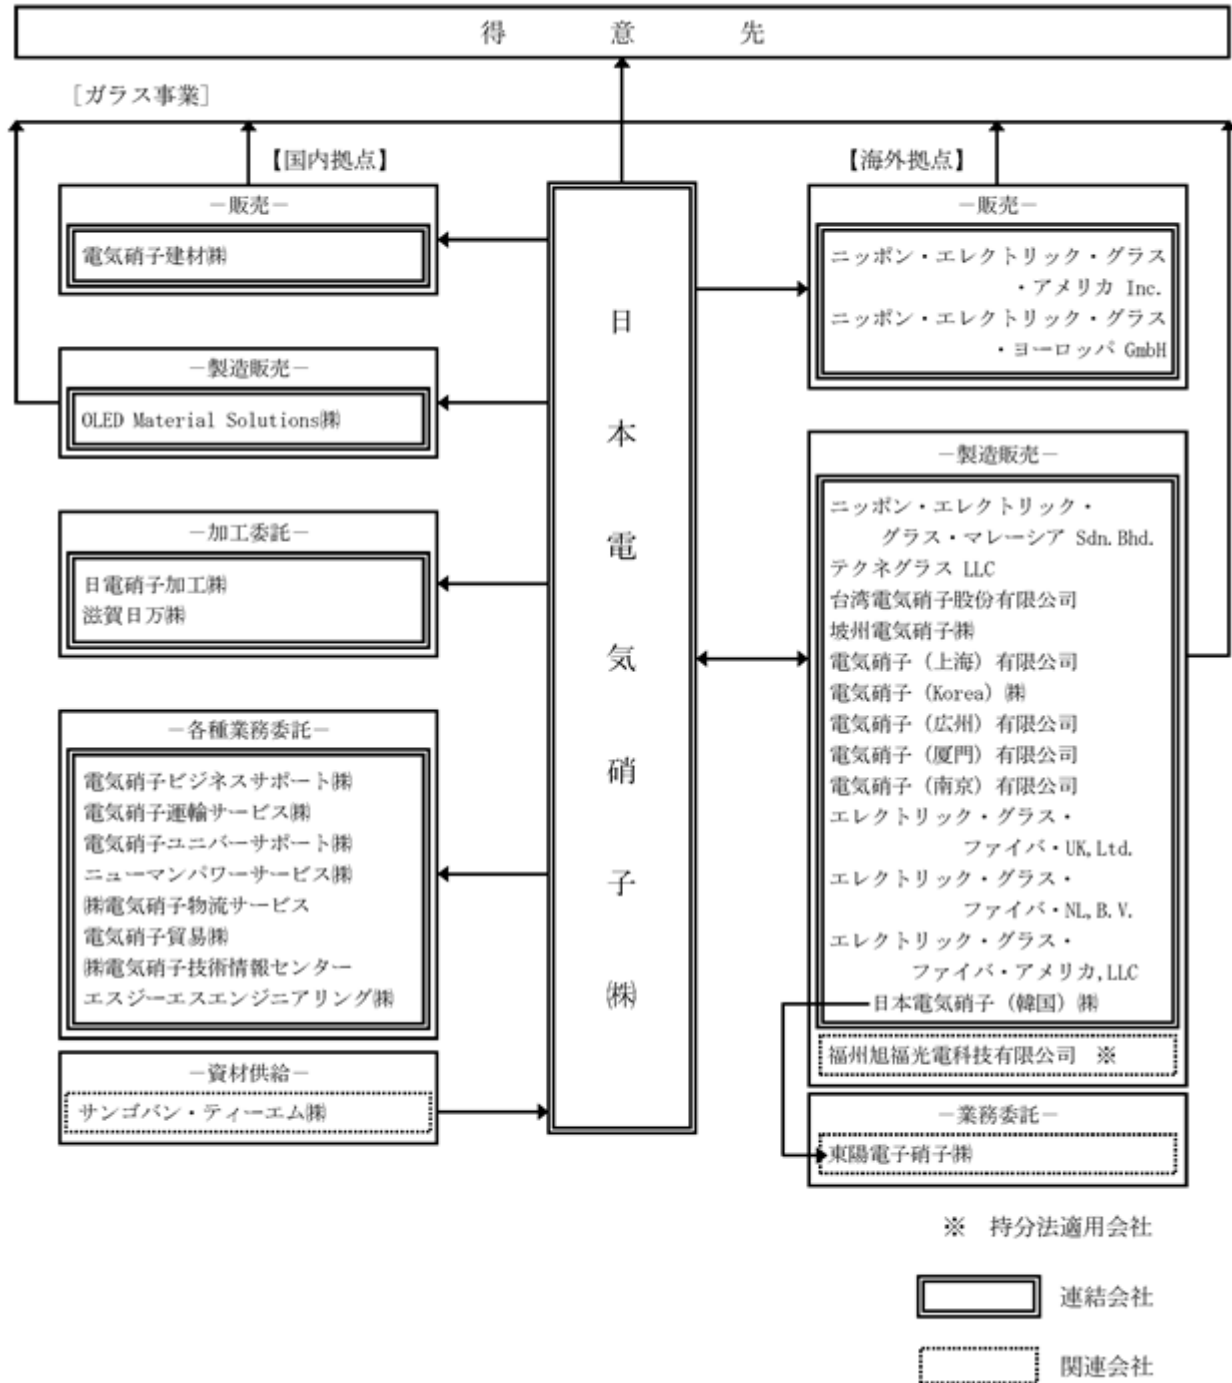 得意先
［ガラス事業］
【国内拠点】
－販売－
電気硝子建材㈱
－製造販売－
OLED Material Solutions㈱
－加工委託－
日電硝子加工㈱
滋賀日万㈱
－各種業務委託－
電気硝子ビジネスサポート㈱
電気硝子運輸サービス㈱
電気硝子ユニバーサポート㈱
ニューマンパワーサービス㈱
㈱電気硝子物流サービス
電気硝子貿易㈱
㈱電気硝子技術情報センター
エスジーエスエンジニアリング㈱
－資材供給－
サンゴバン・ティーエム㈱
日本電気硝子㈱
【海外拠点】
－販売－
ニッポン・エレクトリック・グラス
・アメリカ Inc.
ニッポン・エレクトリック・グラス
・ヨーロッパ GmbH
－製造販売－
ニッポン・エレクトリック・
グラス・マレーシア Sdn.Bhd.
テクネグラス LLC
台湾電気硝子股份有限公司
坡州電気硝子㈱
電気硝子（上海）有限公司
電気硝子（Korea）㈱
電気硝子（広州）有限公司
電気硝子（厦門）有限公司
電気硝子（南京）有限公司
エレクトリック・グラス・
ファイバ・UK,Ltd.
エレクトリック・グラス・
ファイバ・NL,B.V.
エレクトリック・グラス・
ファイバ・アメリカ,LLC
日本電気硝子（韓国）㈱
福州旭福光電科技有限公司　※
－業務委託－
東陽電子硝子㈱
※　持分法適用会社
連結会社
関連会社